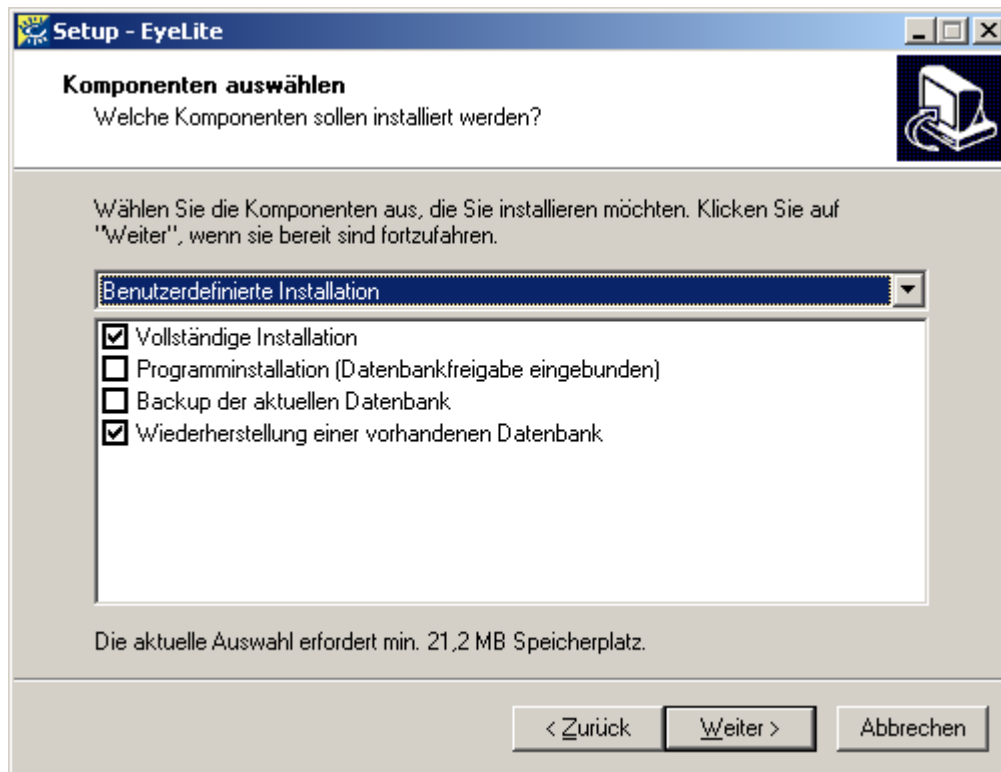 Setup - EyeLite
Komponenten auswählen
Welche Komponenten sollen installiert werden?
Wählen Sie die Komponenten aus, die Sie installieren möchten. Klicken Sie auf
"Weiter", wenn sie bereit sind fortzufahren.
Benutzerdefinierte Installation
Vollständige Installation
Programminstallation (Datenbankfreigabe eingebunden)
Backup der aktuellen Datenbank
Wiederherstellung einer vorhandenen Datenbank
Die aktuelle Auswahl erfordert min. 21,2 MB Speicherplatz.
< Zurück Weiter > Abbrechen